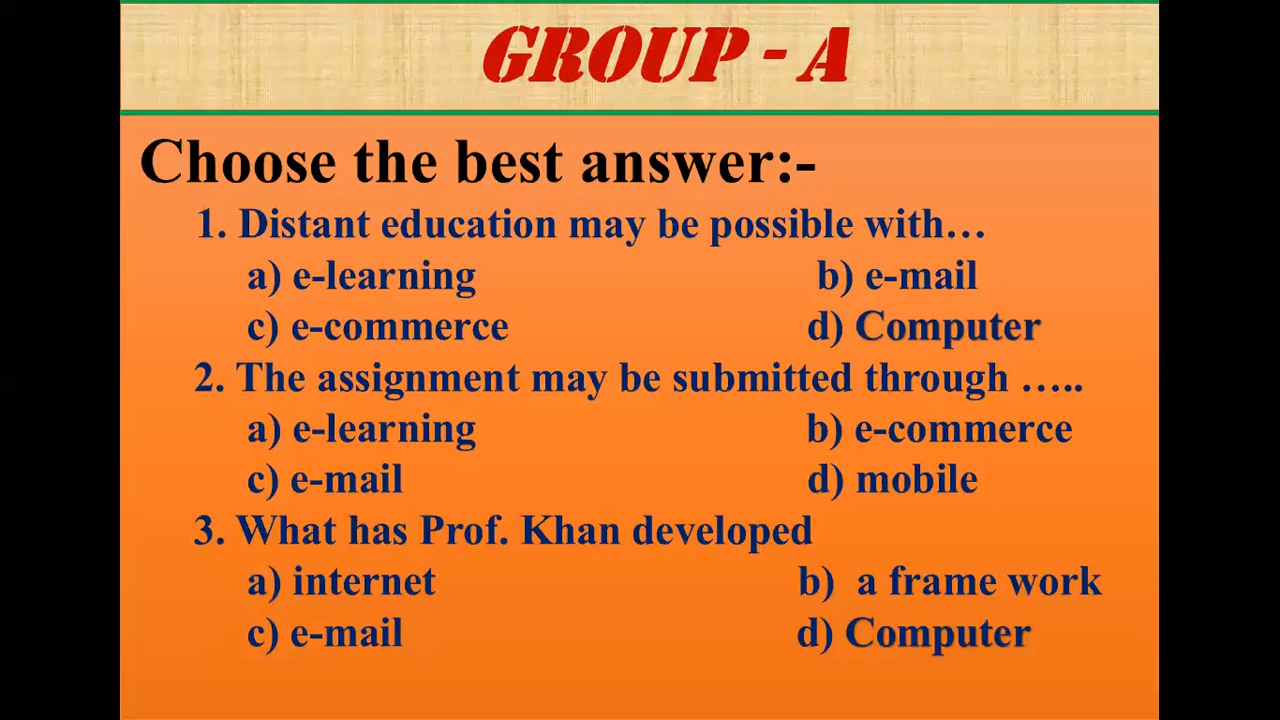 GROUP - A
Choose the best answer:-
1. Distant education may be possible with…
a) e-learning b) e-mail
c) e-commerce d) Computer
2. The assignment may be submitted through …..
a) e-learning b) e-commerce
c) e-mail d) mobile
3. What has Prof. Khan developed
a) internet b) a frame work
c) e-mail d) Computer